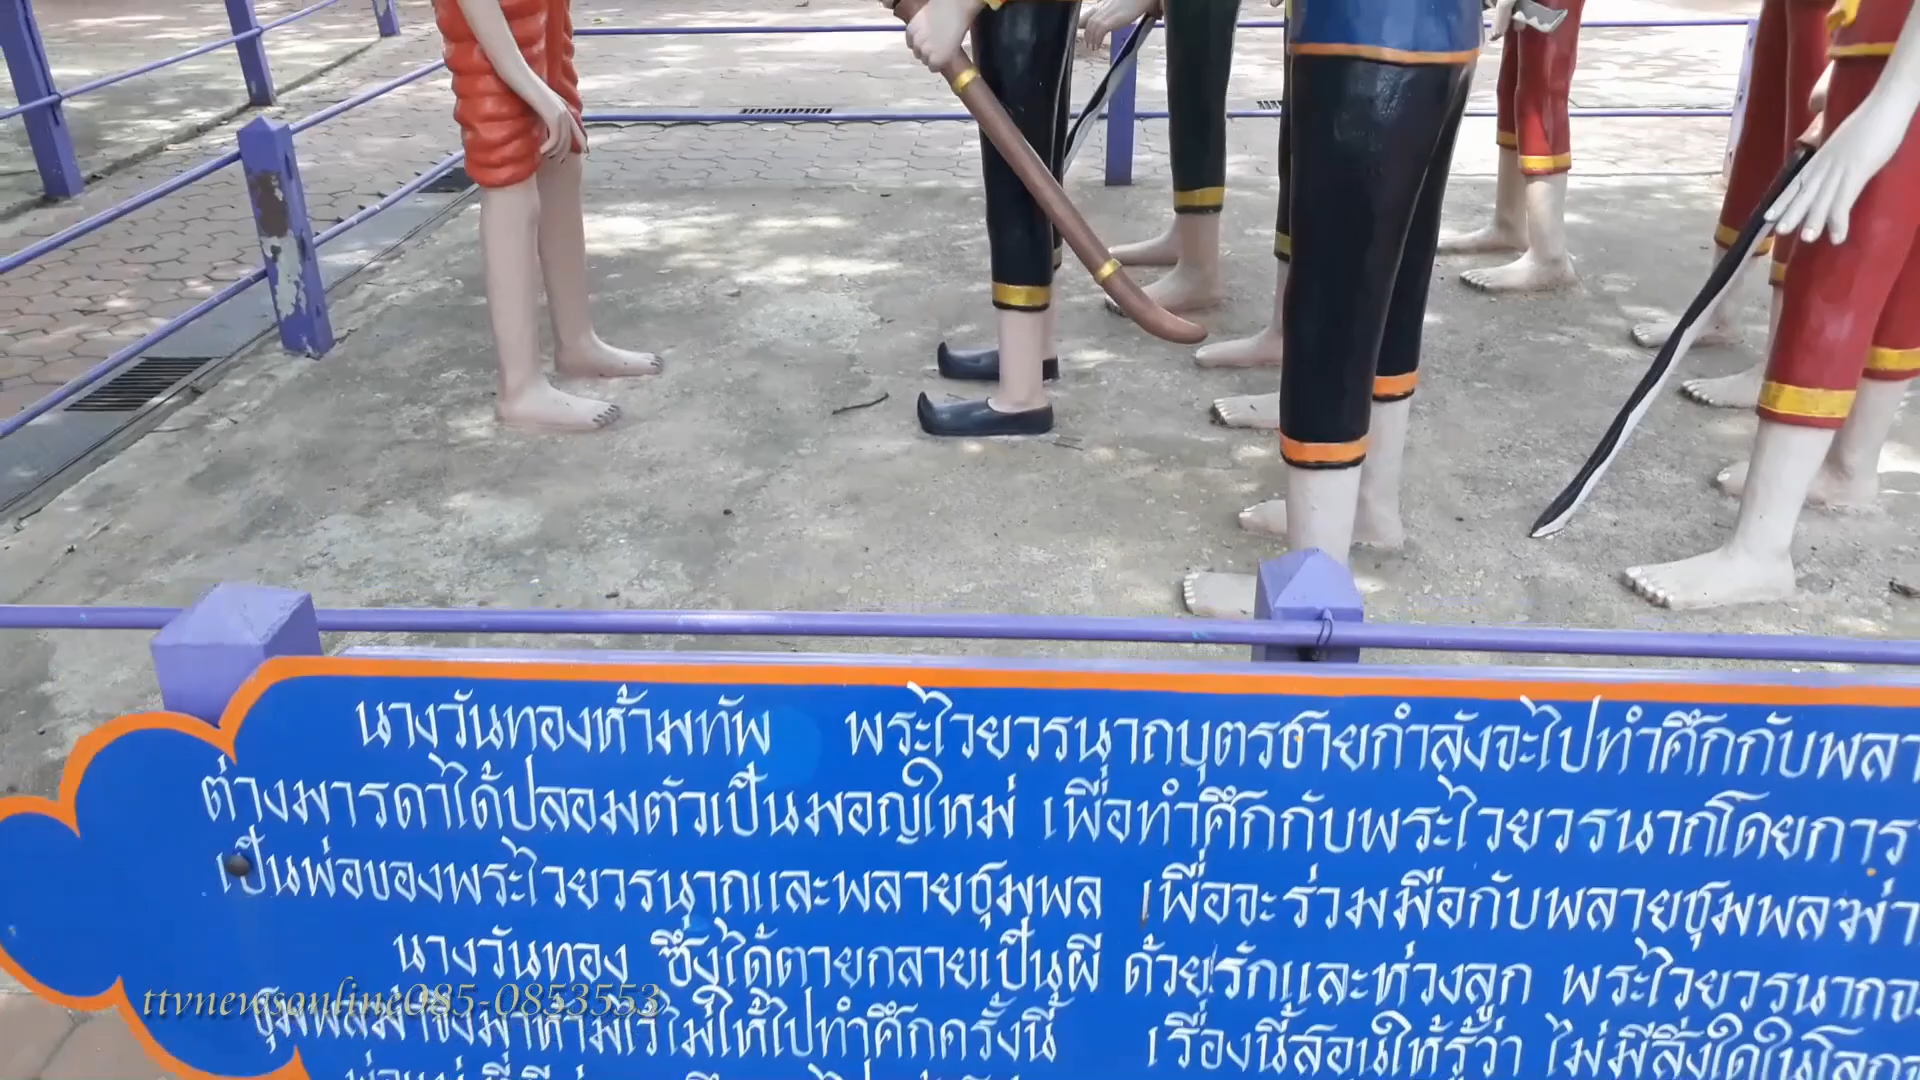 นางวันทองห้ามทัพ พระไวยวรนาถบุตรชายกำลังจะไปทำศึกกับพลา
ต่างมารดาได้ปลอมตัวเป็นมอญใหม่ เพื่อทำศึกกับพระไวยวรนาถโดยการ
เป็นพ่อของพระไวยวรนาถและพลายชุมพล เพื่อจะร่วมมือกับพลายชุมพลฆ่า
นางวันทอง ซึ่งได้ตายกลายเป็นผี ด้วยรักและห่วงลูก พระไวยวรนาถจะ
ttvnewsonline085-0853553
ชุมพลฆ่าจึงมาห้ามไว้ไม่ให้ไปทำศึกครั้งนี้ เรื่องนี้สอนให้รู้ว่า ไม่มีสิ่งใดในโลก